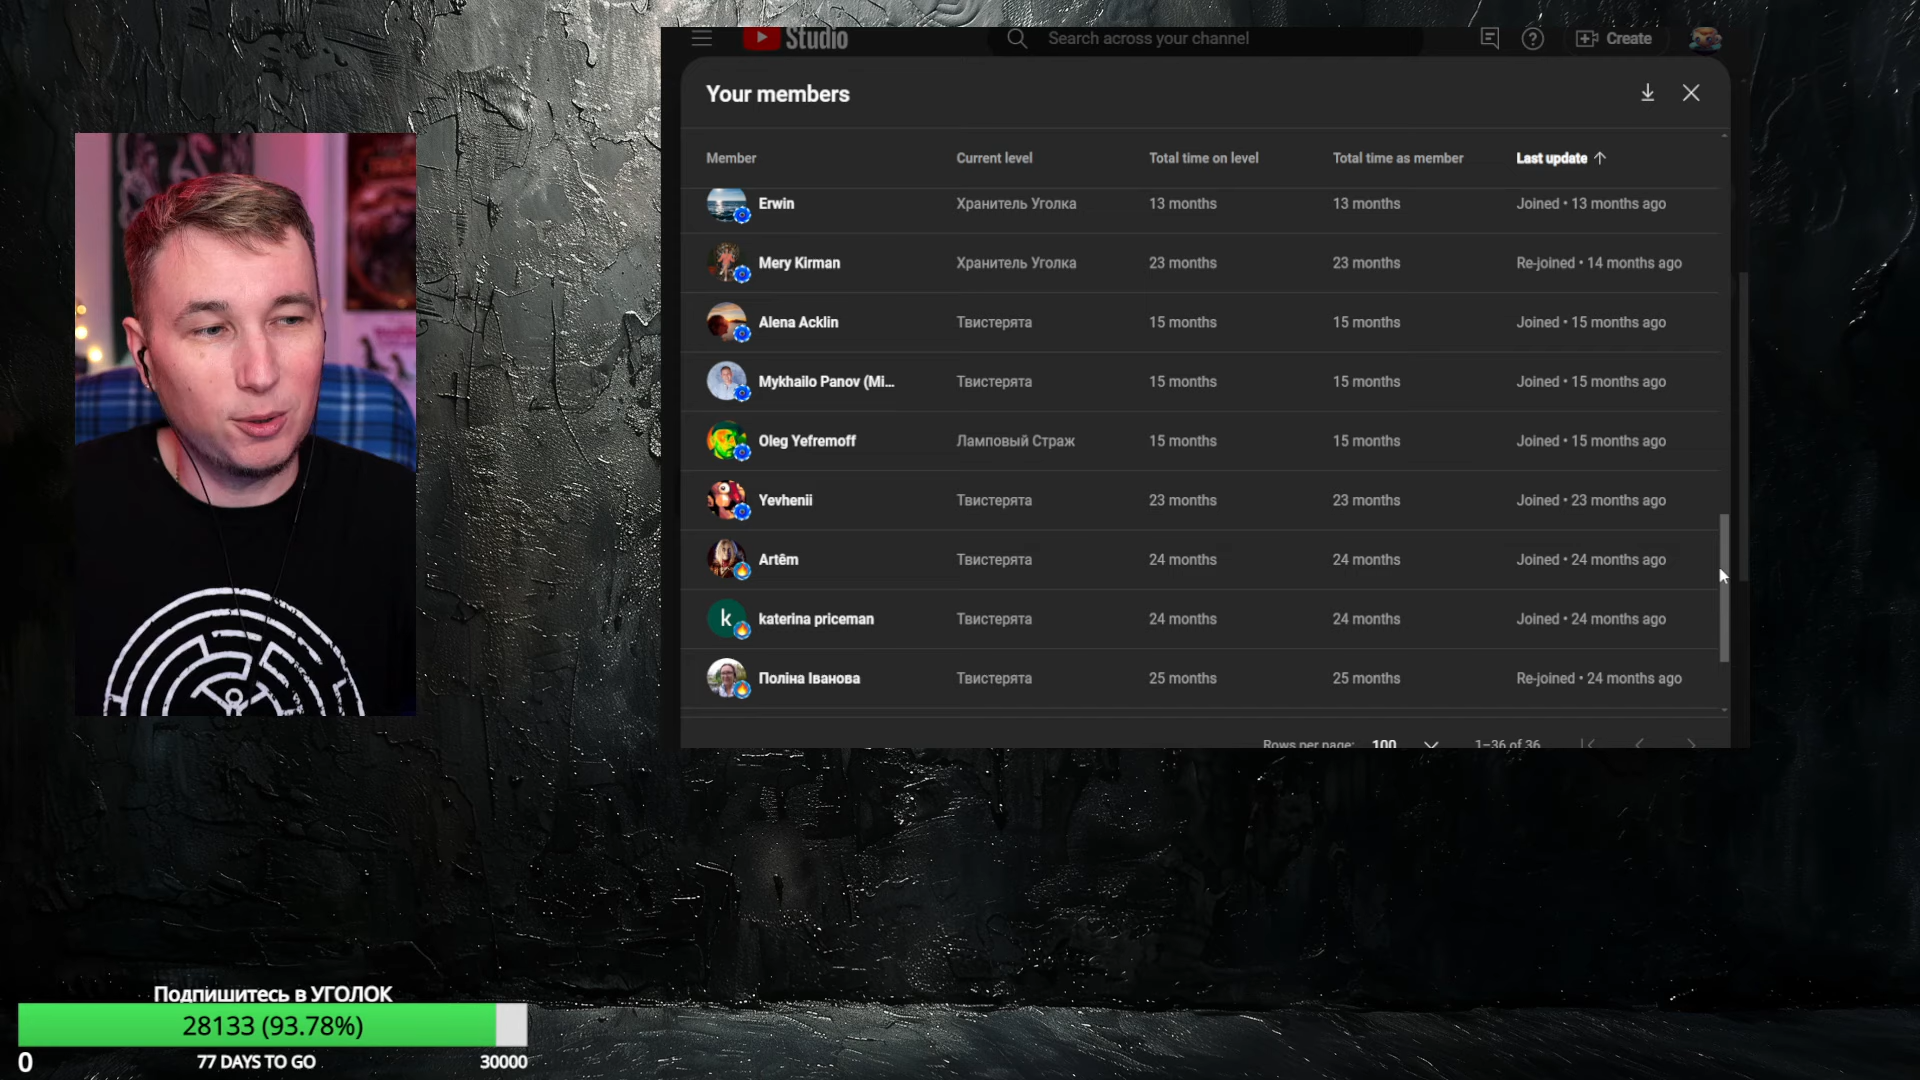 Studio
Search across your channel
Create
Your members
Member Current level Total time on level Total time as member Last update
Erwin Хранитель Уголка 13 months 13 months Joined • 13 months ago
Mery Kirman Хранитель Уголка 23 months 23 months Re-joined • 14 months ago
Alena Acklin Твистерята 15 months 15 months Joined • 15 months ago
Mykhailo Panov (Mi... Твистерята 15 months 15 months Joined • 15 months ago
Oleg Yefremoff Ламповый Страж 15 months 15 months Joined • 15 months ago
Yevhenii Твистерята 23 months 23 months Joined • 23 months ago
Artêm Твистерята 24 months 24 months Joined • 24 months ago
k katerina priceman Твистерята 24 months 24 months Joined • 24 months ago
Поліна Іванова Твистерята 25 months 25 months Re-joined • 24 months ago
Rows per page: 100 1–36 of 36
Подпишитесь в УГОЛОК
28133 (93.78%)
0 77 DAYS TO GO 30000